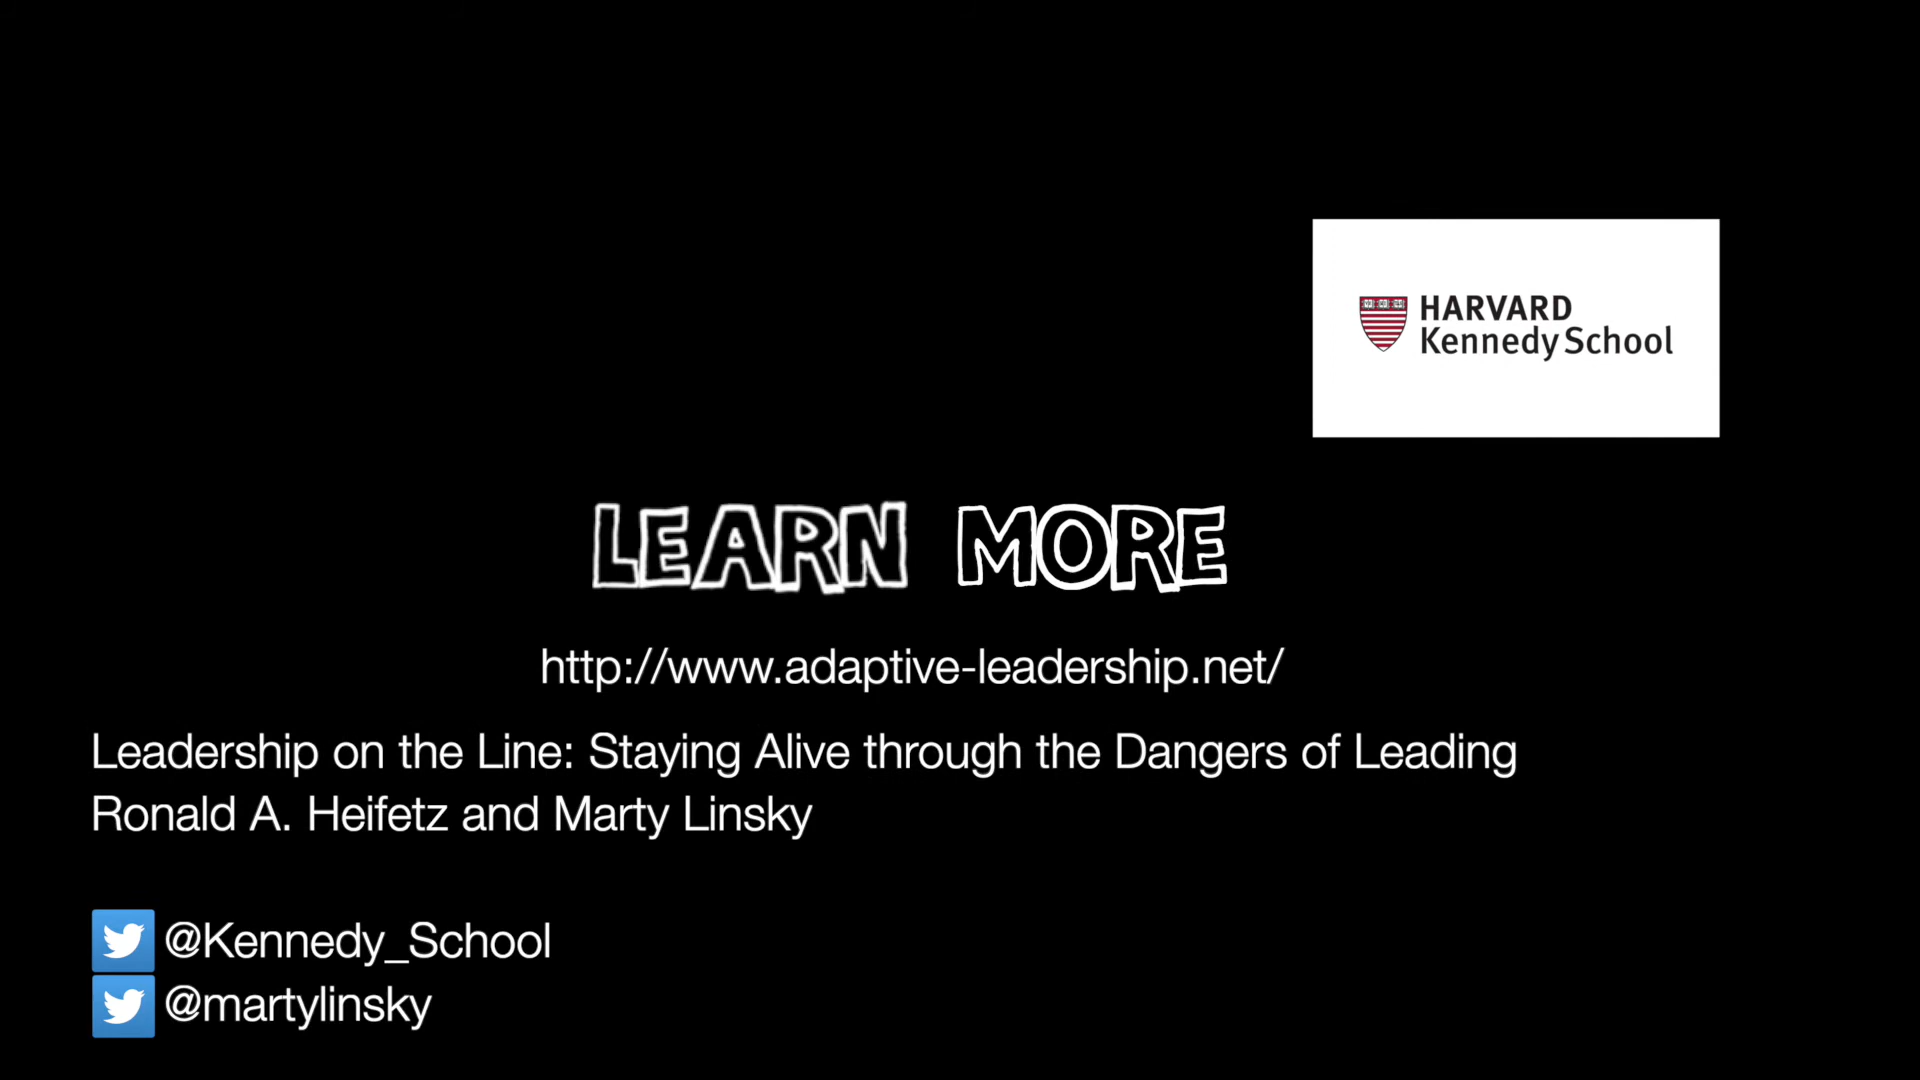 HARVARD
Kennedy School
LEARN MORE
http://www.adaptive-leadership.net/
Leadership on the Line: Staying Alive through the Dangers of Leading
Ronald A. Heifetz and Marty Linsky
@Kennedy_School
@martylinsky